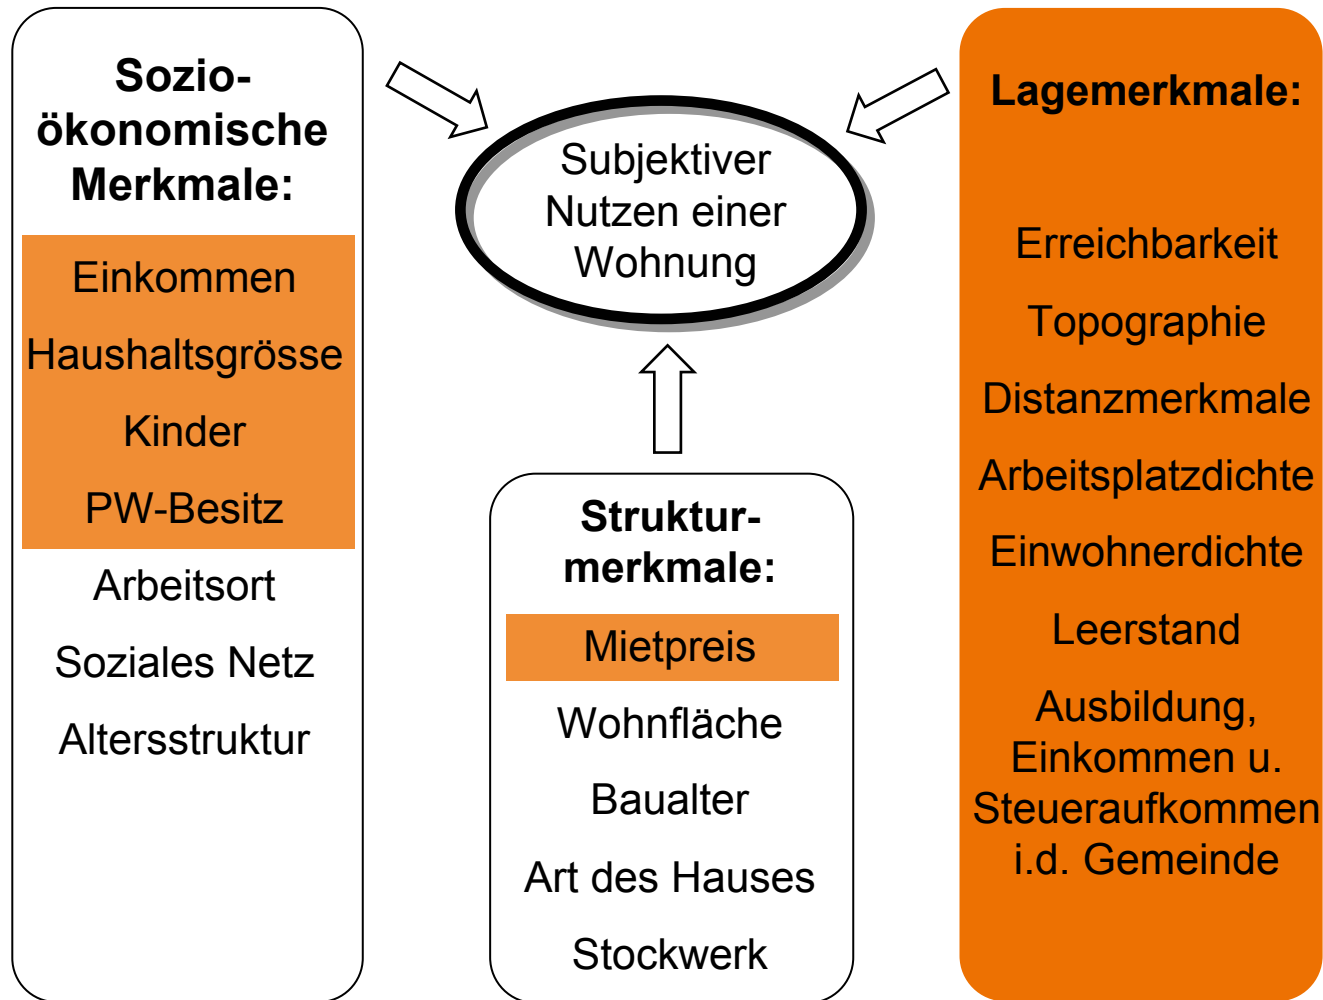 Sozio-
ökonomische
Merkmale:
Einkommen
Haushaltsgrösse
Kinder
PW-Besitz
Arbeitsort
Soziales Netz
Altersstruktur
Subjektiver
Nutzen einer
Wohnung
Struktur-
merkmale:
Mietpreis
Wohnfläche
Baualter
Art des Hauses
Stockwerk
Lagemerkmale:
Erreichbarkeit
Topographie
Distanzmerkmale
Arbeitsplatzdichte
Einwohnerdichte
Leerstand
Ausbildung,
Einkommen u.
Steueraufkommen
i.d. Gemeinde